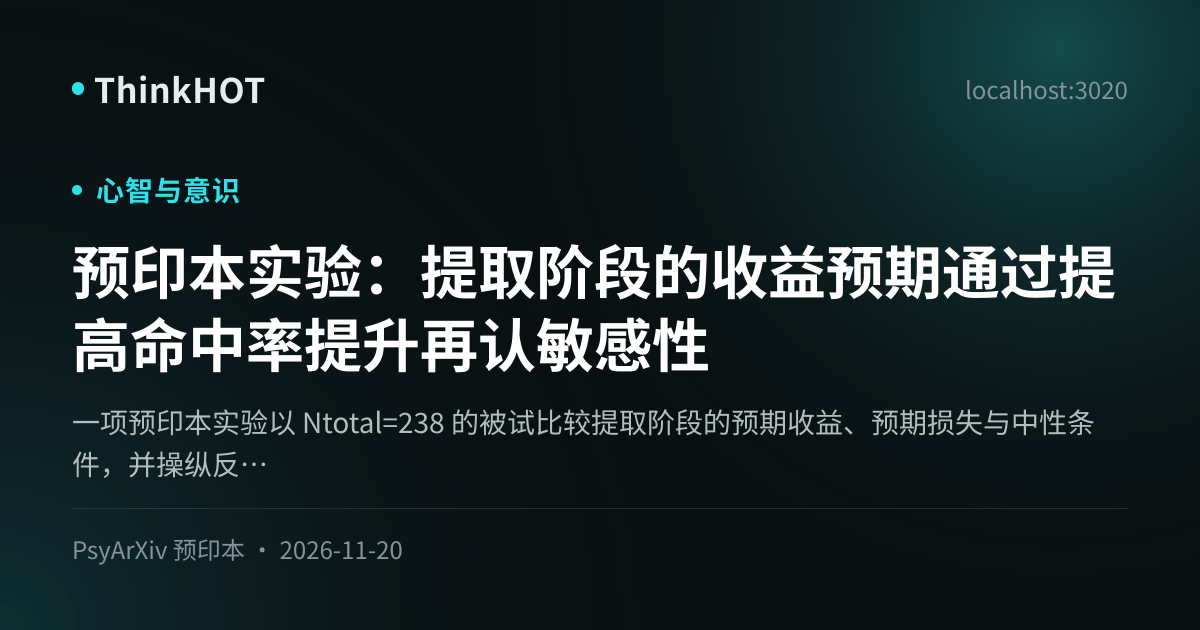 ThinkHOT
localhost:3020
心智与意识
预印本实验：提取阶段的收益预期通过提
高命中率提升再认敏感性
一项预印本实验以 Ntotal=238 的被试比较提取阶段的预期收益、预期损失与中性条
件，并操纵反…
PsyArXiv 预印本 · 2026-11-20